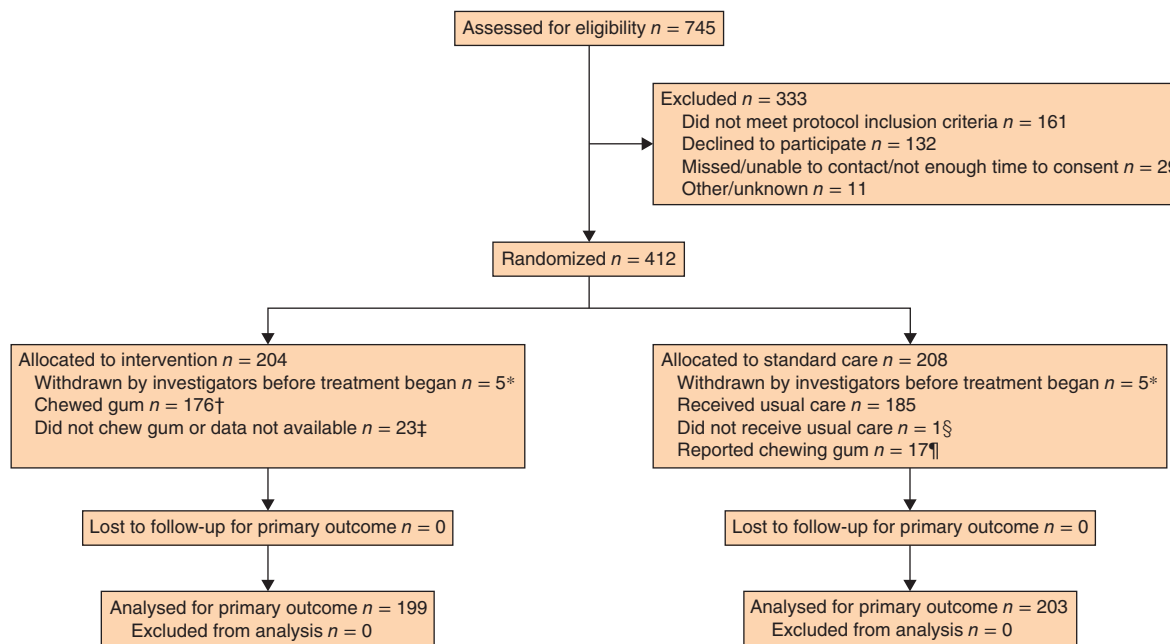 Assessed for eligibility n = 745
Excluded n = 333
Did not meet protocol inclusion criteria n = 161
Declined to participate n = 132
Missed/unable to contact/not enough time to consent n = 29
Other/unknown n = 11
Randomized n = 412
Allocated to intervention n = 204
Withdrawn by investigators before treatment began n = 5*
Chewed gum n = 176†
Did not chew gum or data not available n = 23‡
Allocated to standard care n = 208
Withdrawn by investigators before treatment began n = 5*
Received usual care n = 185
Did not receive usual care n = 1§
Reported chewing gum n = 17¶
Lost to follow-up for primary outcome n = 0
Lost to follow-up for primary outcome n = 0
Analysed for primary outcome n = 199
Excluded from analysis n = 0
Analysed for primary outcome n = 203
Excluded from analysis n = 0